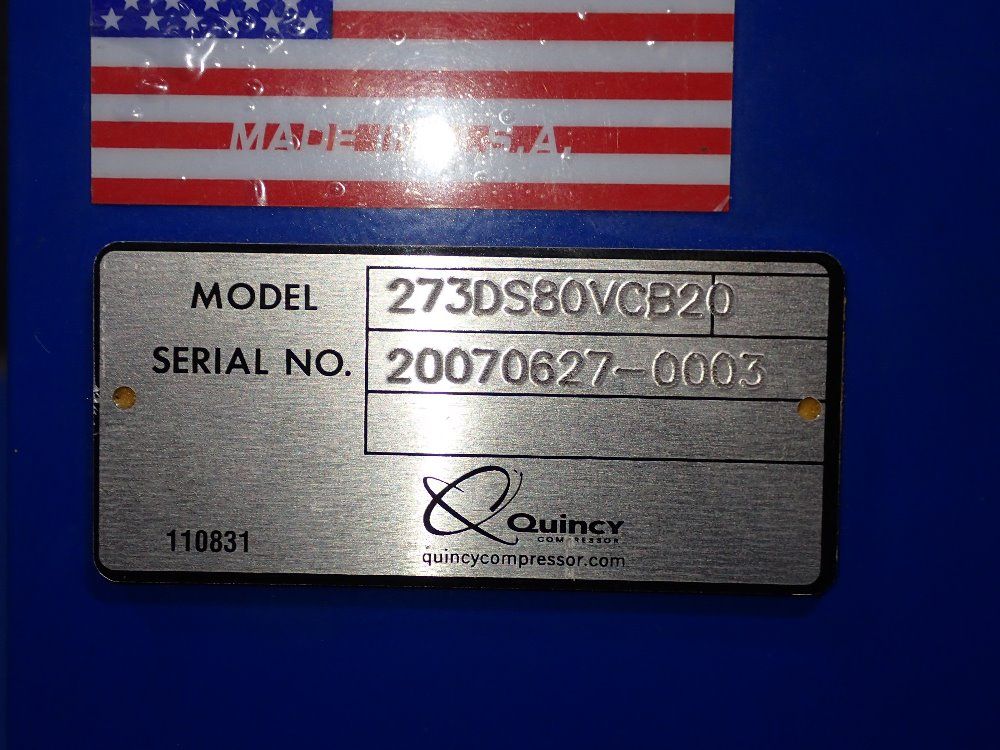 MADE IN U.S.A.
MODEL 273DS80VCB20
SERIAL NO. 20070627-0003
Quincy
COMPRESSOR
110831
quincycompressor.com